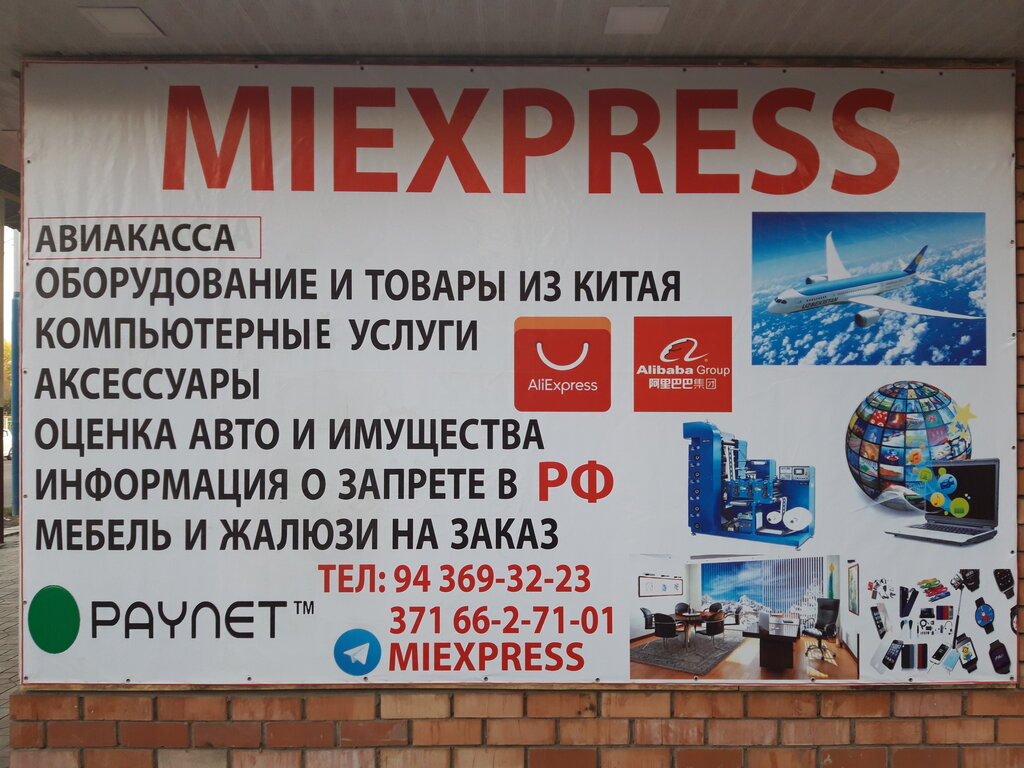 MIEXPRESS
АВИАКАССА
ОБОРУДОВАНИЕ И ТОВАРЫ ИЗ КИТАЯ
КОМПЬЮТЕРНЫЕ УСЛУГИ
АКСЕССУАРЫ
AliExpress
Alibaba Group
阿里巴巴集团
UZBEKISTAN
ОЦЕНКА АВТО И ИМУЩЕСТВА
ИНФОРМАЦИЯ О ЗАПРЕТЕ В РФ
МЕБЕЛЬ И ЖАЛЮЗИ НА ЗАКАЗ
ТЕЛ: 94 369-32-23
371 66-2-71-01
PAYNET™
MIEXPRESS